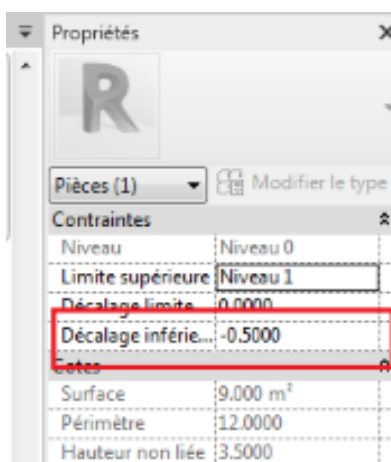 Propriétés
R
Pièces (1) Modifier le type
Contraintes
Niveau Niveau 0
Limite supérieure Niveau 1
Décalage limite 0.0000
Décalage inférie... -0.5000
Cotes
Surface 9.000 m²
Périmètre 12.0000
Hauteur non liée 3.5000